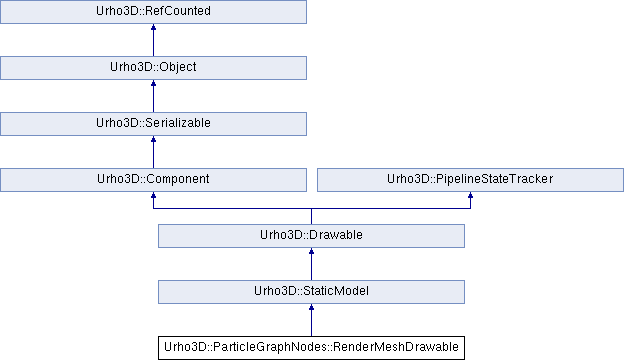 Urho3D::RefCounted
Urho3D::Object
Urho3D::Serializable
Urho3D::Component
Urho3D::PipelineStateTracker
Urho3D::Drawable
Urho3D::StaticModel
Urho3D::ParticleGraphNodes::RenderMeshDrawable